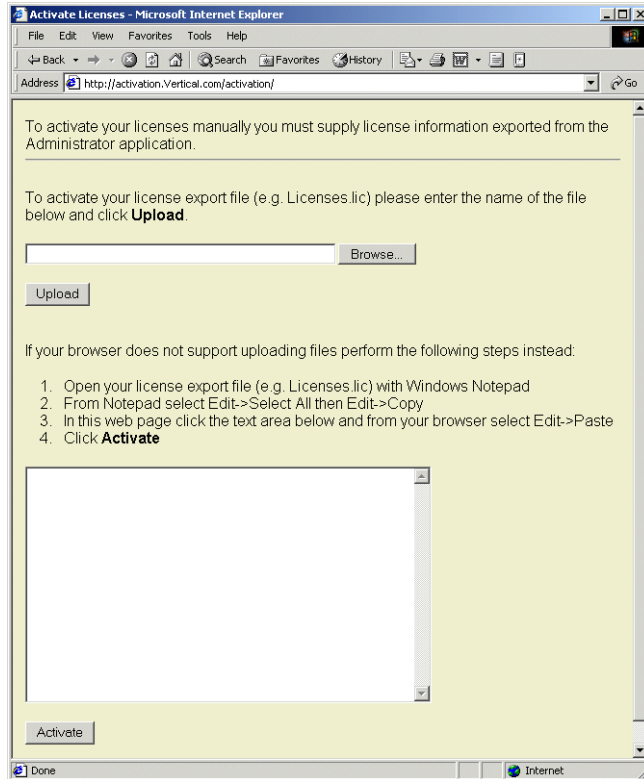 Activate Licenses - Microsoft Internet Explorer
File Edit View Favorites Tools Help
Back Search Favorites History
Address http://activation.Vertical.com/activation/ Go
To activate your licenses manually you must supply license information exported from the
Administrator application.
To activate your license export file (e.g. Licenses.lic) please enter the name of the file
below and click Upload.
Browse...
Upload
If your browser does not support uploading files perform the following steps instead:
1. Open your license export file (e.g. Licenses.lic) with Windows Notepad
2. From Notepad select Edit->Select All then Edit->Copy
3. In this web page click the text area below and from your browser select Edit->Paste
4. Click Activate
Activate
Done Internet